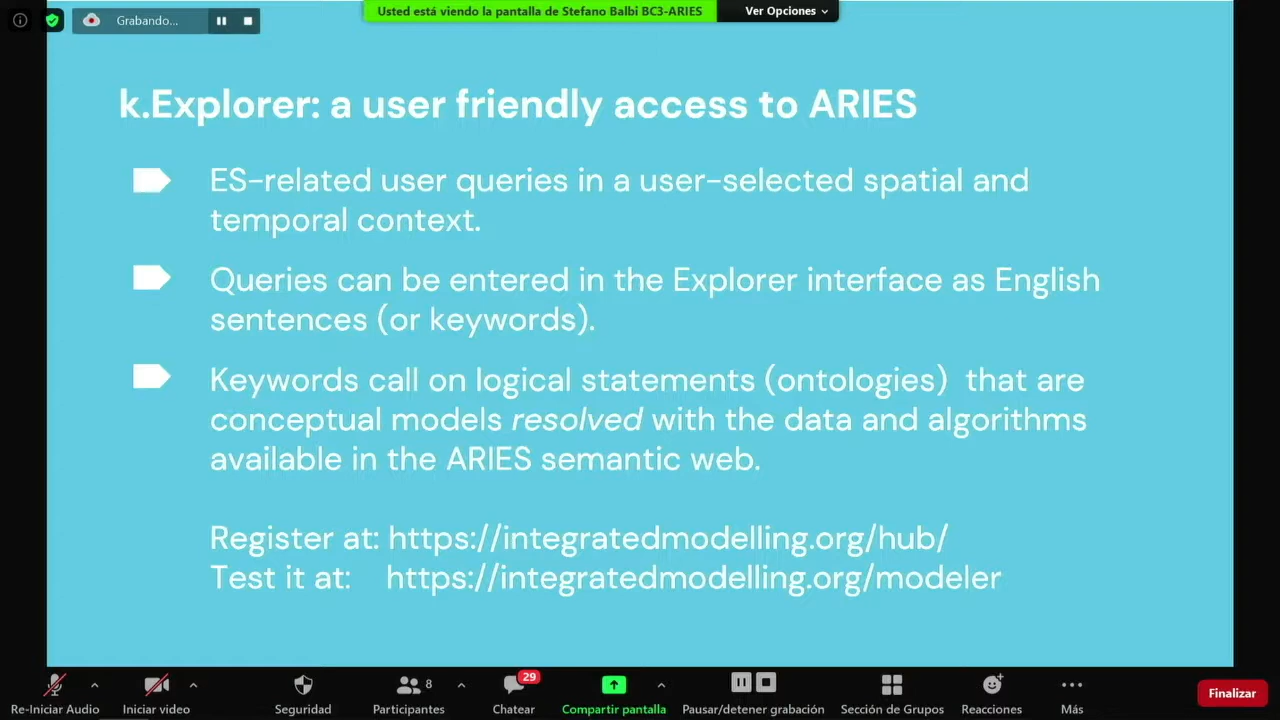 Grabando...
Usted está viendo la pantalla de Stefano Balbi BC3-ARIES
Ver Opciones
k.Explorer: a user friendly access to ARIES
ES-related user queries in a user-selected spatial and
temporal context.
Queries can be entered in the Explorer interface as English
sentences (or keywords).
Keywords call on logical statements (ontologies) that are
conceptual models resolved with the data and algorithms
available in the ARIES semantic web.
Register at: https://integratedmodelling.org/hub/
Test it at: https://integratedmodelling.org/modeler
29
8
Re-Iniciar Audio
Iniciar video
Seguridad
Participantes
Chatear
Compartir pantalla
Pausar/detener grabación
Sección de Grupos
Reacciones
Más
Finalizar